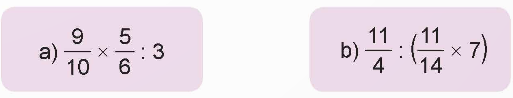 a) 9/10 × 5/6 : 3
b) 11/4 : (11/14 × 7)